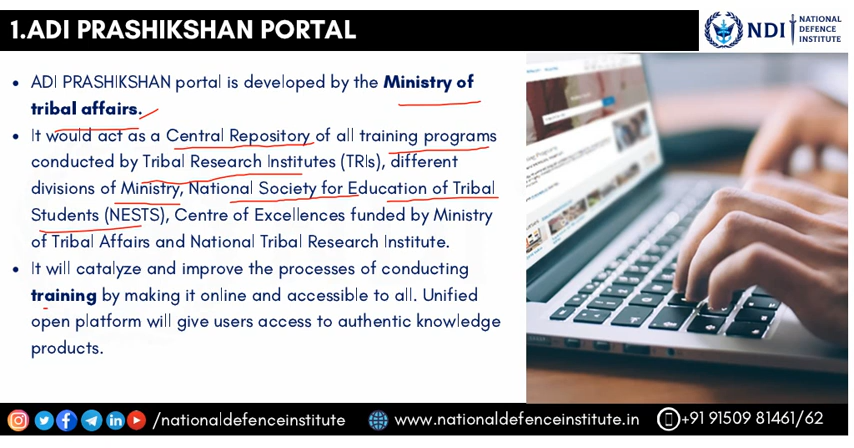 1.ADI PRASHIKSHAN PORTAL
NDI
NATIONAL
DEFENCE
INSTITUTE
• ADI PRASHIKSHAN portal is developed by the Ministry of
tribal affairs.
• It would act as a Central Repository of all training programs
conducted by Tribal Research Institutes (TRIs), different
divisions of Ministry, National Society for Education of Tribal
Students (NESTS), Centre of Excellences funded by Ministry
of Tribal Affairs and National Tribal Research Institute.
• It will catalyze and improve the processes of conducting
training by making it online and accessible to all. Unified
open platform will give users access to authentic knowledge
products.
/nationaldefenceinstitute
www.nationaldefenceinstitute.in
+91 91509 81461/62